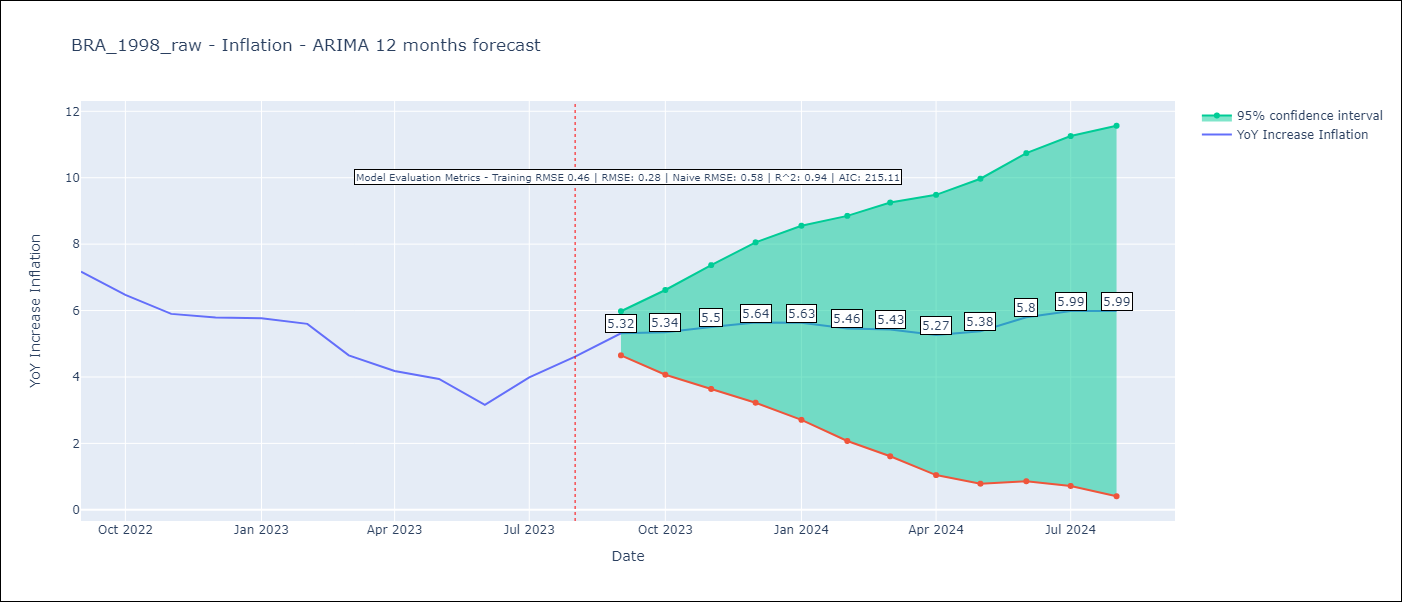 BRA_1998_raw - Inflation - ARIMA 12 months forecast
95% confidence interval
YoY Increase Inflation
Model Evaluation Metrics - Training RMSE 0.46 | RMSE: 0.28 | Naive RMSE: 0.58 | R^2: 0.94 | AIC: 215.11
YoY Increase Inflation
12
10
8
6
4
2
0
5.32
5.34
5.5
5.64
5.63
5.46
5.43
5.27
5.38
5.8
5.99
5.99
Oct 2022
Jan 2023
Apr 2023
Jul 2023
Oct 2023
Jan 2024
Apr 2024
Jul 2024
Date